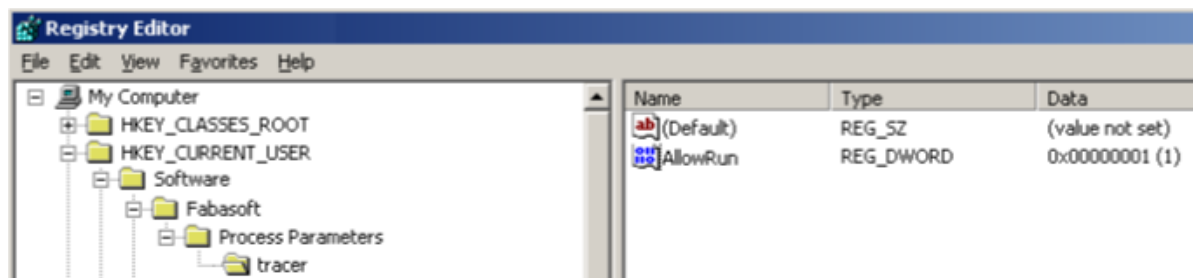 Registry Editor
File Edit View Favorites Help
My Computer
HKEY_CLASSES_ROOT
HKEY_CURRENT_USER
Software
Fabasoft
Process Parameters
tracer
Name Type Data
(Default) REG_SZ (value not set)
AllowRun REG_DWORD 0x00000001 (1)